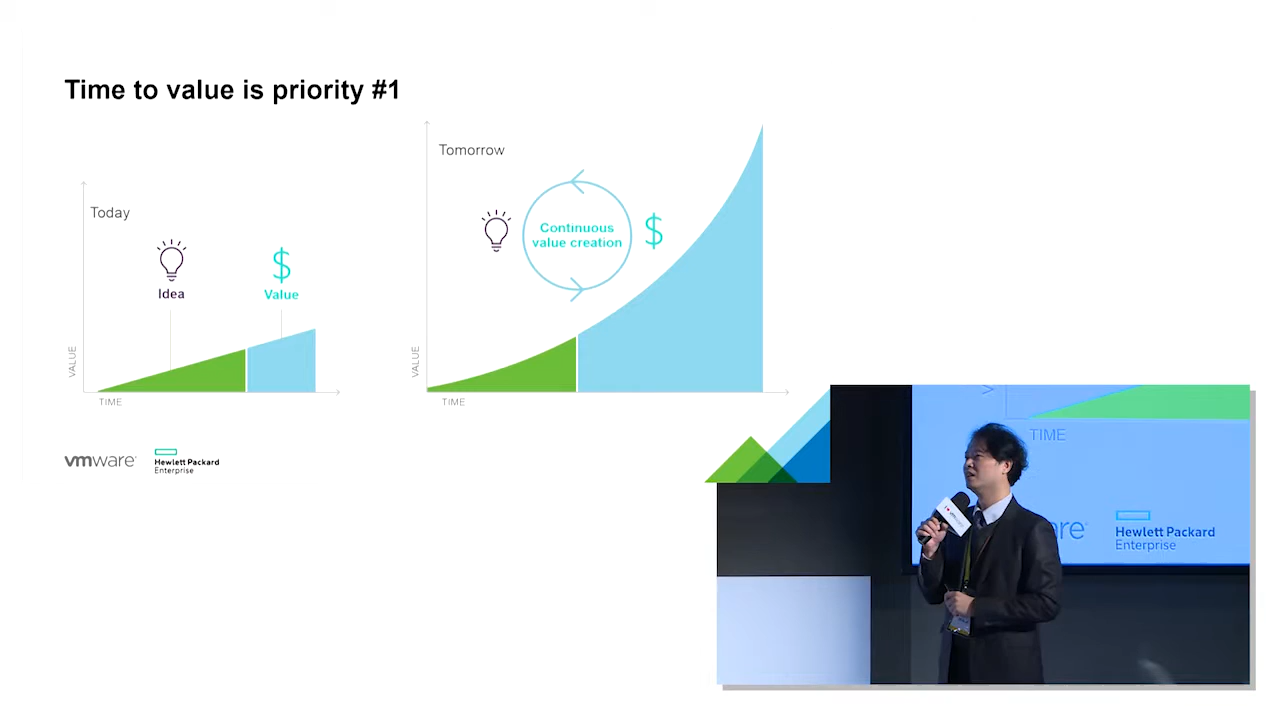 Time to value is priority #1
Today
Idea
Value
VALUE
TIME
Tomorrow
Continuous
value creation
VALUE
TIME
vmware
Hewlett Packard
Enterprise
TIME
re
Hewlett Packard
Enterprise